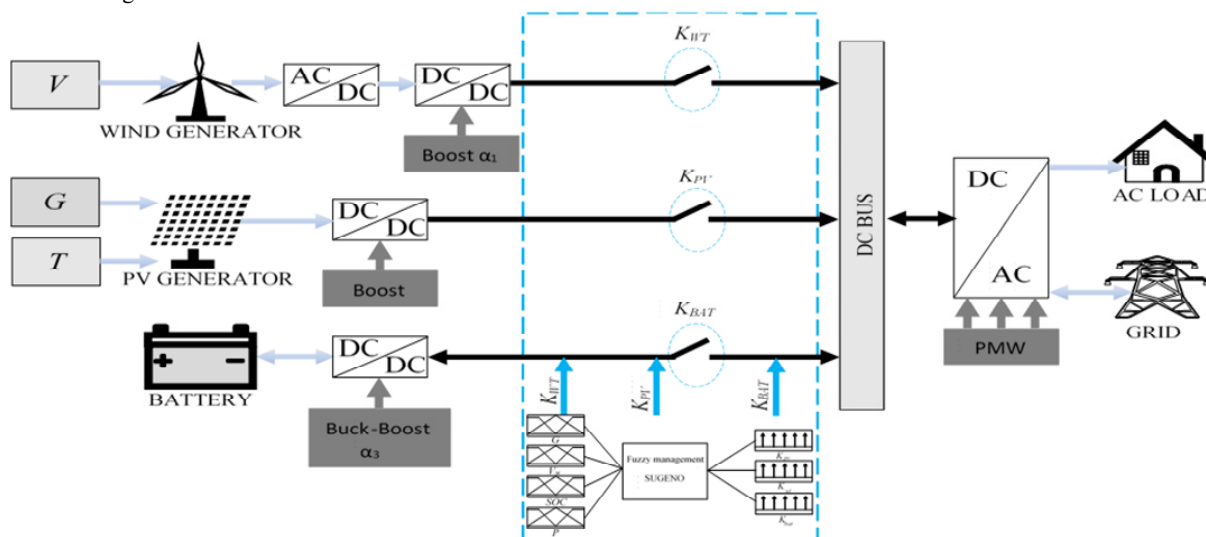 K_WT
V
AC
DC
DC
DC
WIND GENERATOR
Boost α₁
G
T
PV GENERATOR
DC
DC
Boost
K_PV
DC BUS
DC
AC
AC LOAD
GRID
PMW
K_BAT
BATTERY
DC
DC
Buck-Boost
α₃
K_WT
K_PV
K_BAT
G
SOC
P
Fuzzy management
SUGENO
K_bat